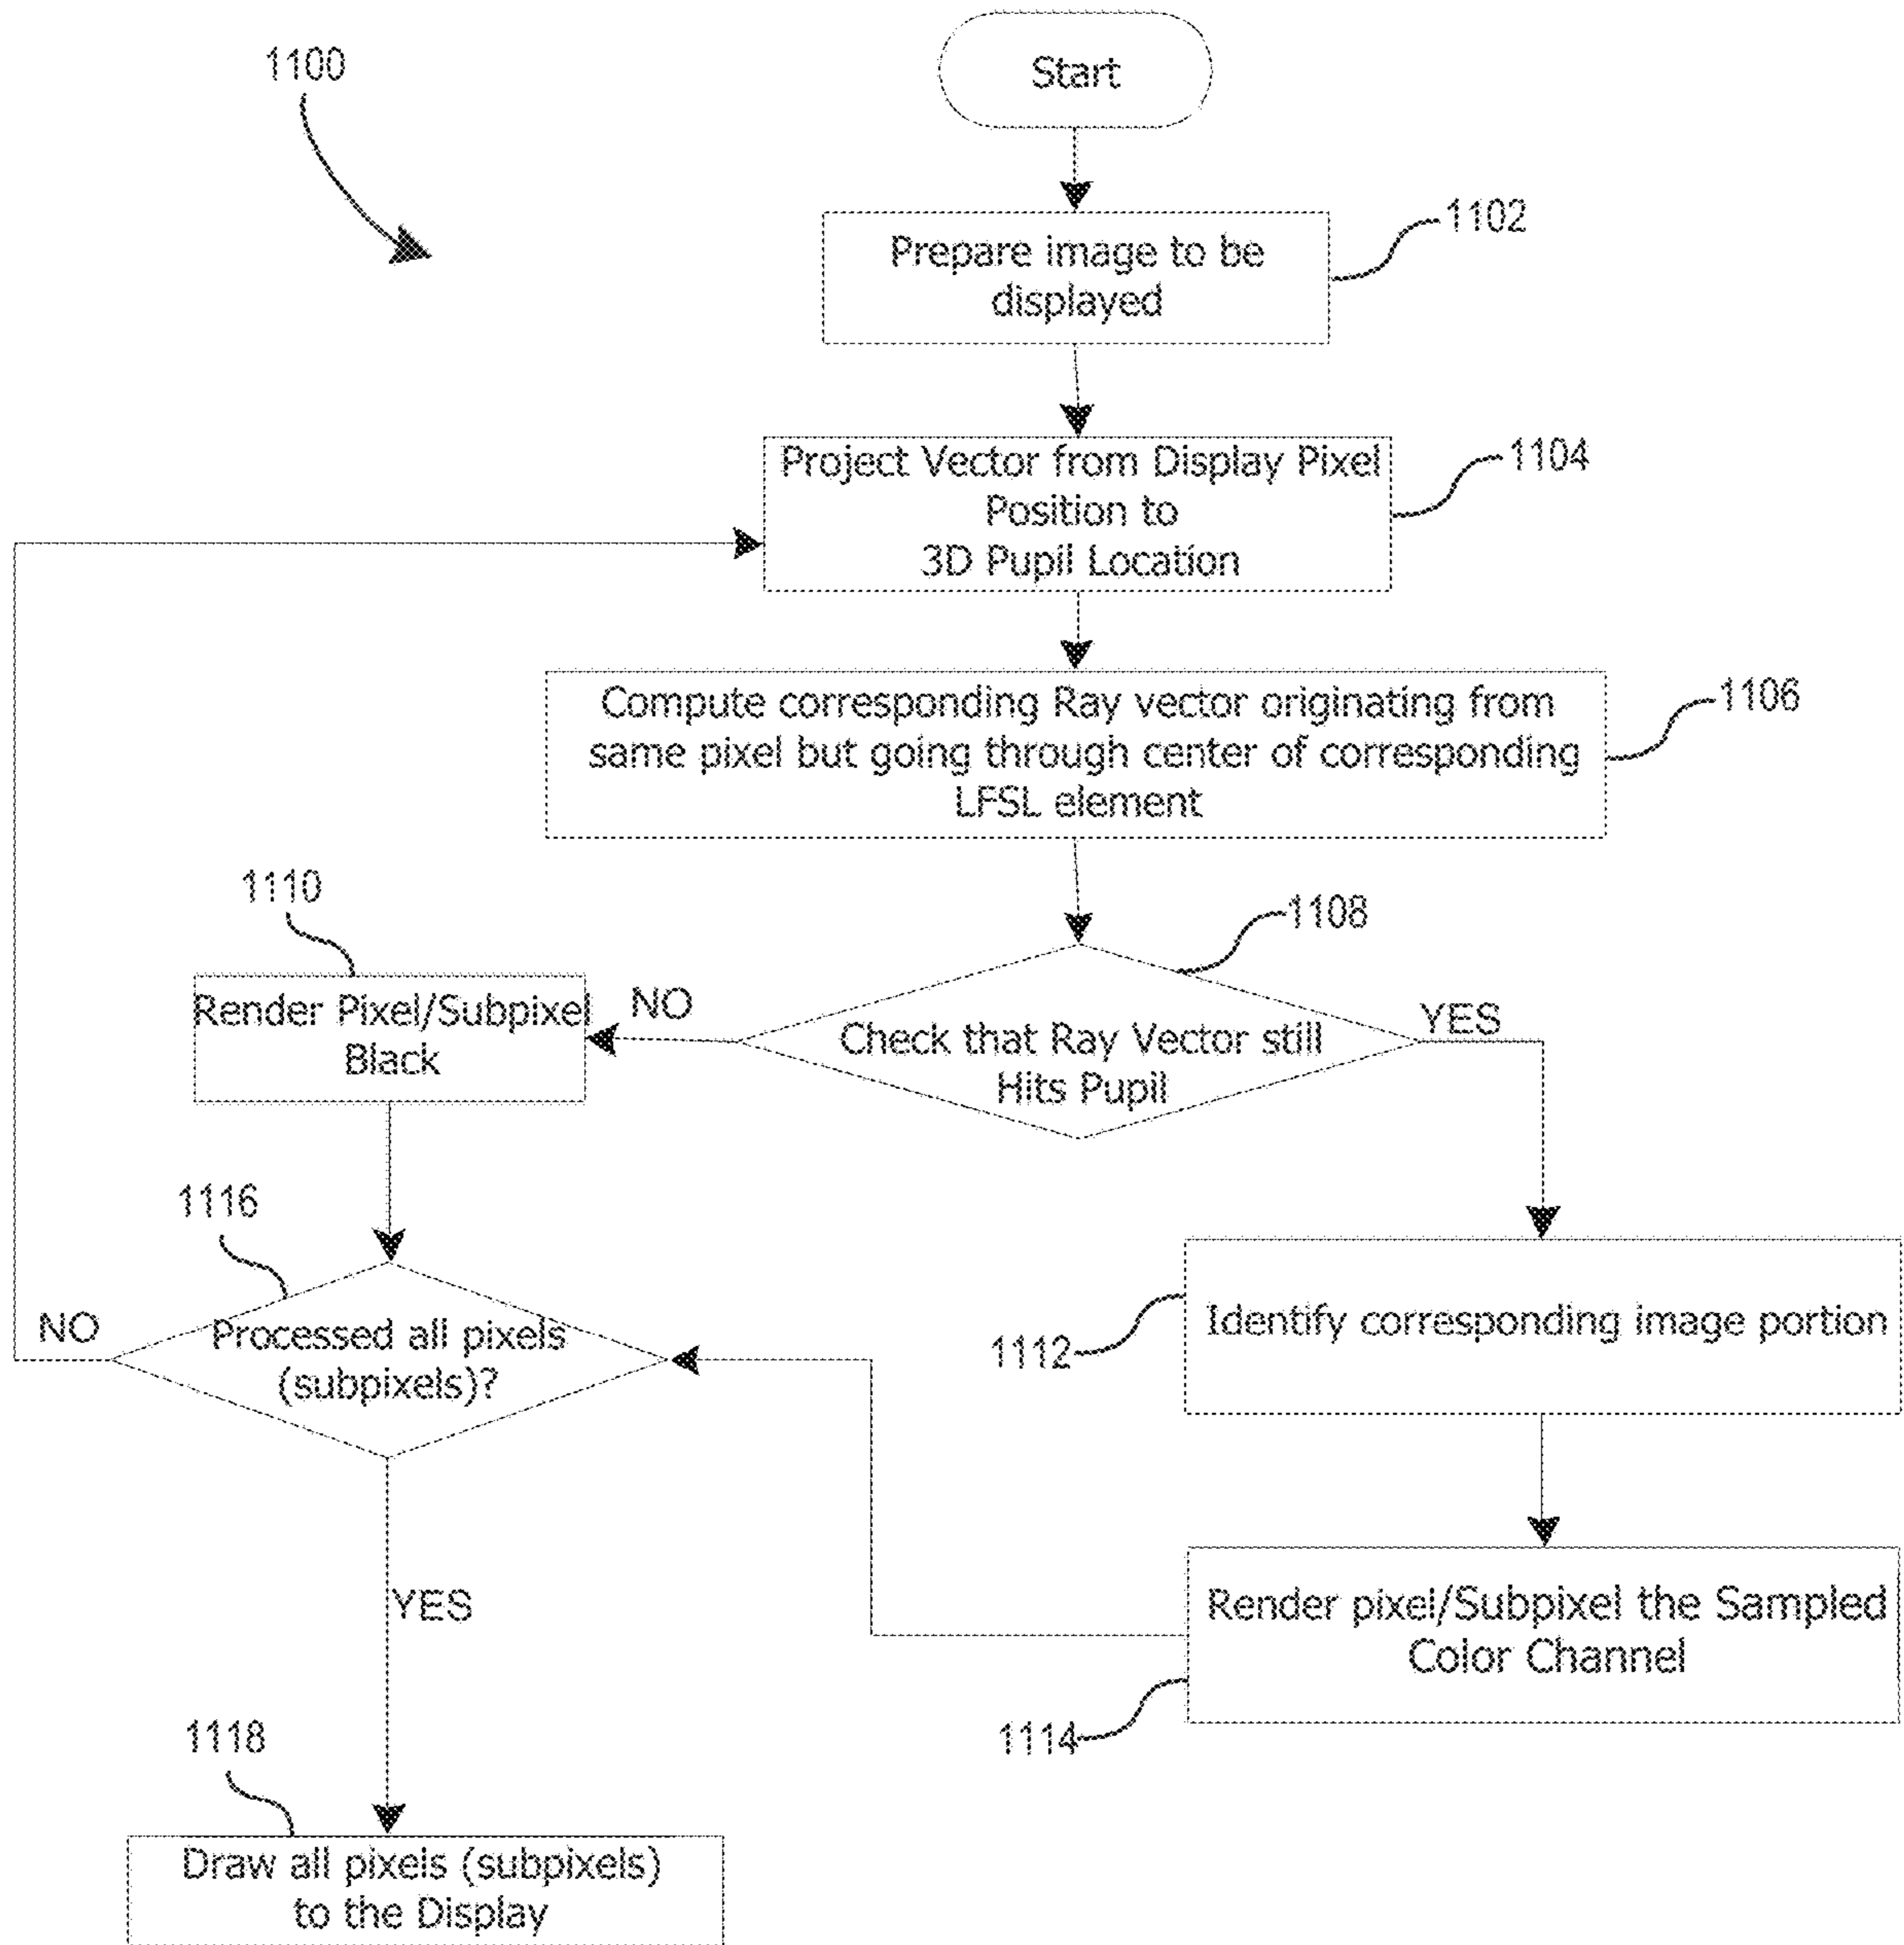 1100
Start
1102
Prepare image to be
displayed
1104
Project Vector from Display Pixel
Position to
3D Pupil Location
1106
Compute corresponding Ray vector originating from
same pixel but going through center of corresponding
LFSL element
1108
Check that Ray Vector still
Hits Pupil
NO
YES
1110
Render Pixel/Subpixel
Black
1112
Identify corresponding image portion
1114
Render pixel/Subpixel the Sampled
Color Channel
1116
Processed all pixels
(subpixels)?
NO
YES
1118
Draw all pixels (subpixels)
to the Display